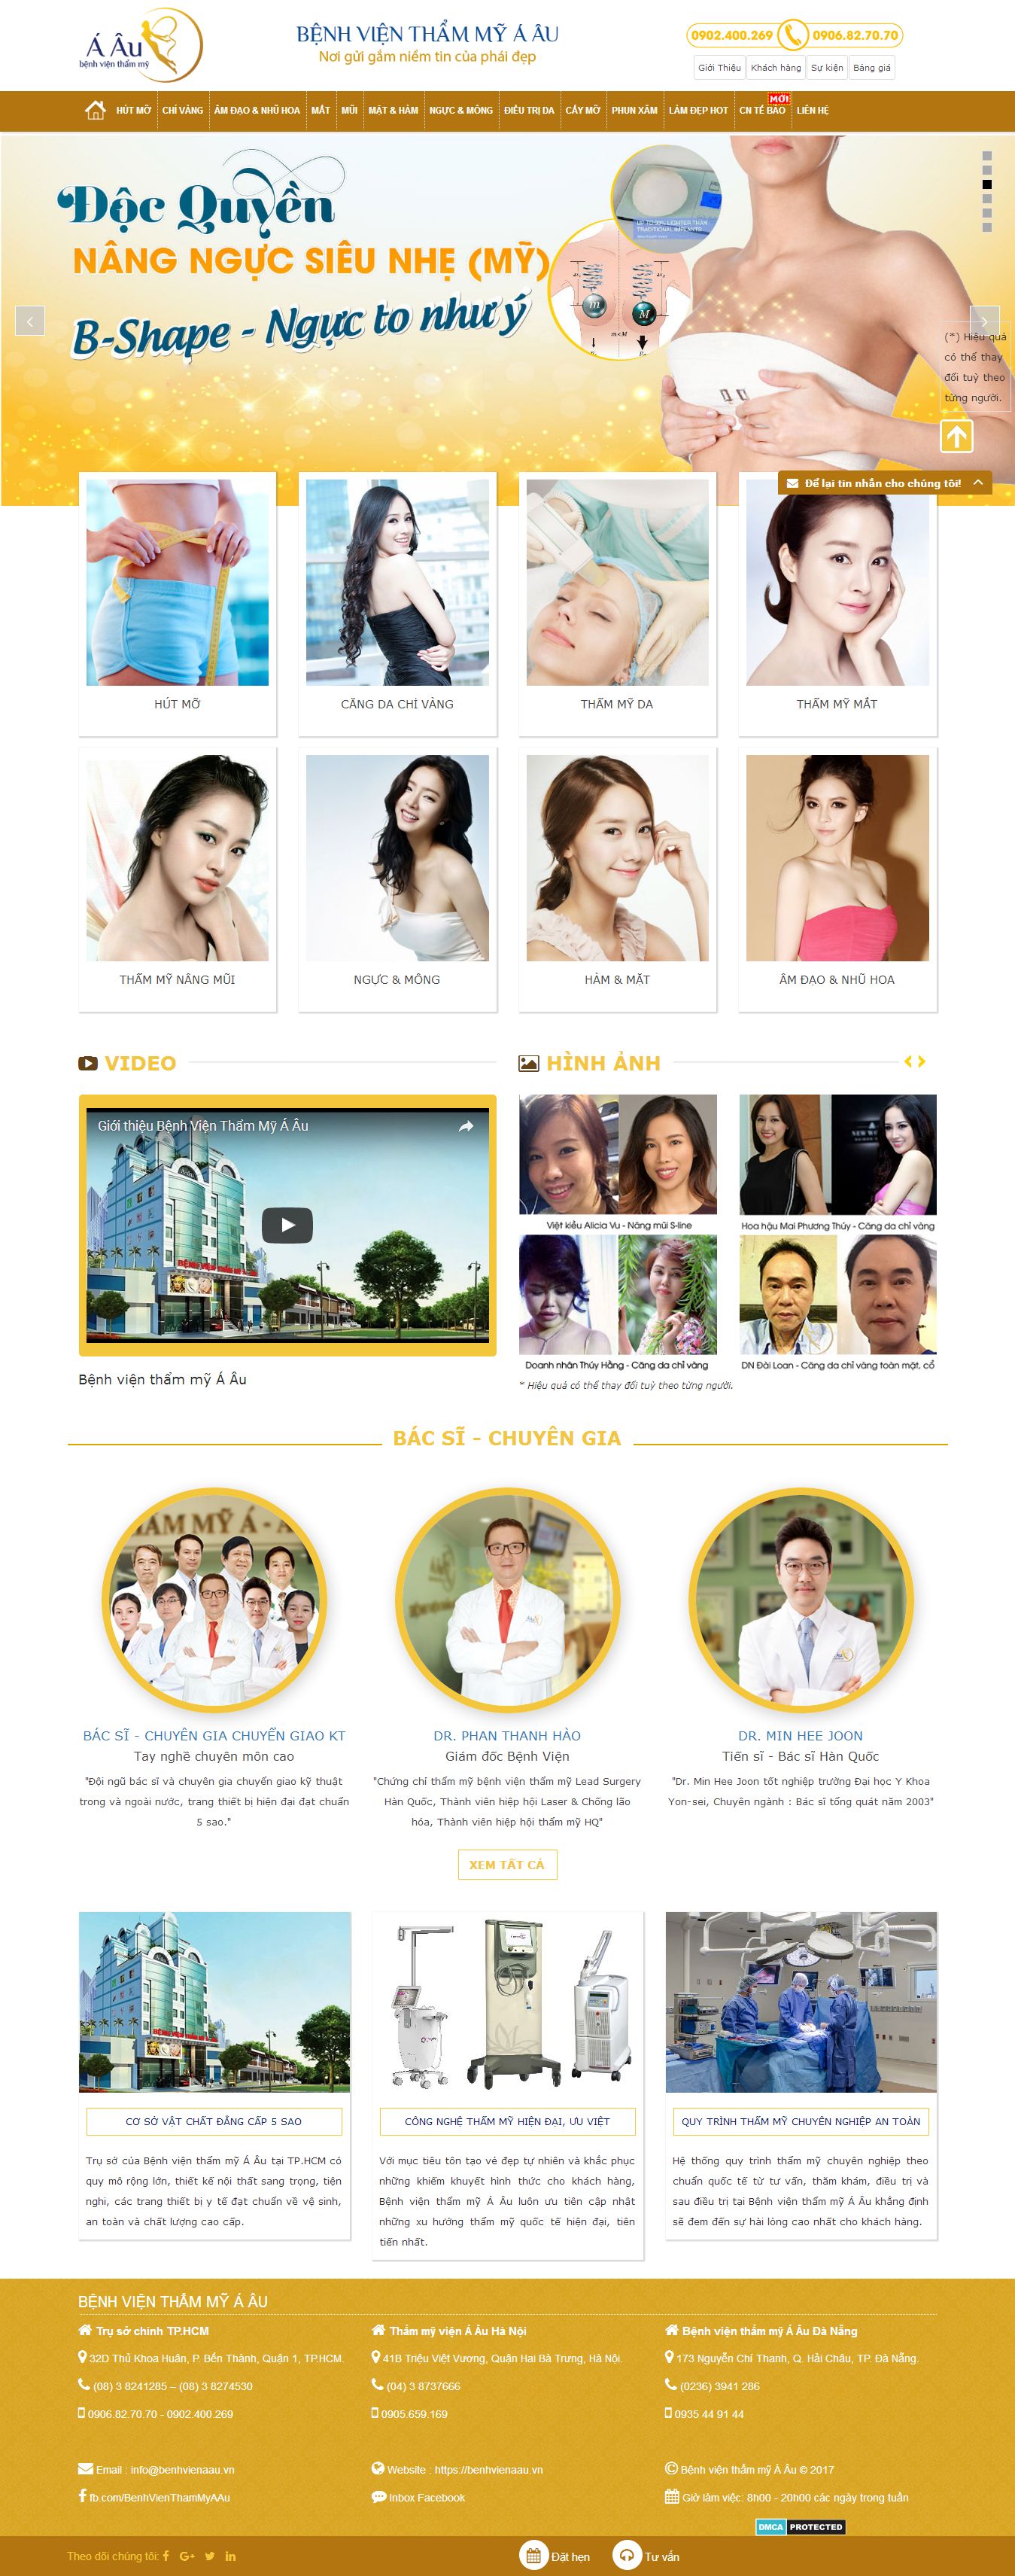 Á Âu
bệnh viện thẩm mỹ
BỆNH VIỆN THẨM MỸ Á ÂU
Nơi gửi gắm niềm tin của phái đẹp
0902.400.269 0906.82.70.70
Giới Thiệu Khách hàng Sự kiện Bảng giá
HÚT MỠ CHỈ VÀNG ÂM ĐẠO & NHŨ HOA MẮT MŨI MẶT & HÀM NGỰC & MÔNG ĐIỀU TRỊ DA CẤY MỠ PHUN XĂM LÀM ĐẸP HOT CN TẾ BÀO MỚI! LIÊN HỆ
Độc Quyền
NÂNG NGỰC SIÊU NHẸ (MỸ)
B-Shape - Ngực to như ý
UP TO 30% LIGHTER THAN
TRADITIONAL IMPLANTS
m M
m<M
(*) Hiệu quả
có thể thay
đổi tuỳ theo
từng người.
Để lại tin nhắn cho chúng tôi!
HÚT MỠ
CĂNG DA CHỈ VÀNG
THẨM MỸ DA
THẨM MỸ MẮT
THẨM MỸ NÂNG MŨI
NGỰC & MÔNG
HÀM & MẶT
ÂM ĐẠO & NHŨ HOA
VIDEO
Giới thiệu Bệnh Viện Thẩm Mỹ Á Âu
Bệnh viện thẩm mỹ Á Âu
HÌNH ẢNH
Việt kiều Alicia Vu - Nâng mũi S-line
Hoa hậu Mai Phương Thúy - Căng da chỉ vàng
Doanh nhân Thúy Hằng - Căng da chỉ vàng
DN Đài Loan - Căng da chỉ vàng toàn mặt, cổ
* Hiệu quả có thể thay đổi tuỳ theo từng người.
BÁC SĨ - CHUYÊN GIA
BÁC SĨ - CHUYÊN GIA CHUYỂN GIAO KT
Tay nghề chuyên môn cao
"Đội ngũ bác sĩ và chuyên gia chuyển giao kỹ thuật
trong và ngoài nước, trang thiết bị hiện đại đạt chuẩn
5 sao."
DR. PHAN THANH HÀO
Giám đốc Bệnh Viện
"Chứng chỉ thẩm mỹ bệnh viện thẩm mỹ Lead Surgery
Hàn Quốc, Thành viên hiệp hội Laser & Chống lão
hóa, Thành viên hiệp hội thẩm mỹ HQ"
DR. MIN HEE JOON
Tiến sĩ - Bác sĩ Hàn Quốc
"Dr. Min Hee Joon tốt nghiệp trường Đại học Y Khoa
Yon-sei, Chuyên ngành : Bác sĩ tổng quát năm 2003"
XEM TẤT CẢ
CƠ SỞ VẬT CHẤT ĐẲNG CẤP 5 SAO
Trụ sở của Bệnh viện thẩm mỹ Á Âu tại TP.HCM có
quy mô rộng lớn, thiết kế nội thất sang trọng, tiện
nghi, các trang thiết bị y tế đạt chuẩn về vệ sinh,
an toàn và chất lượng cao cấp.
CÔNG NGHỆ THẨM MỸ HIỆN ĐẠI, ƯU VIỆT
Với mục tiêu tôn tạo vẻ đẹp tự nhiên và khắc phục
những khiếm khuyết hình thức cho khách hàng,
Bệnh viện thẩm mỹ Á Âu luôn ưu tiên cập nhật
những xu hướng thẩm mỹ quốc tế hiện đại, tiên
tiến nhất.
QUY TRÌNH THẨM MỸ CHUYÊN NGHIỆP AN TOÀN
Hệ thống quy trình thẩm mỹ chuyên nghiệp theo
chuẩn quốc tế từ tư vấn, thăm khám, điều trị và
sau điều trị tại Bệnh viện thẩm mỹ Á Âu khẳng định
sẽ đem đến sự hài lòng cao nhất cho khách hàng.
BỆNH VIỆN THẨM MỸ Á ÂU
Trụ sở chính TP.HCM
32D Thủ Khoa Huân, P. Bến Thành, Quận 1, TP.HCM.
(08) 3 8241285 – (08) 3 8274530
0906.82.70.70 - 0902.400.269
Thẩm mỹ viện Á Âu Hà Nội
41B Triệu Việt Vương, Quận Hai Bà Trưng, Hà Nội.
(04) 3 8737666
0905.659.169
Bệnh viện thẩm mỹ Á Âu Đà Nẵng
173 Nguyễn Chí Thanh, Q. Hải Châu, TP. Đà Nẵng.
(0236) 3941 286
0935 44 91 44
Email : info@benhvienaau.vn
fb.com/BenhVienThamMyAAu
Website : https://benhvienaau.vn
Inbox Facebook
Bệnh viện thẩm mỹ Á Âu © 2017
Giờ làm việc: 8h00 - 20h00 các ngày trong tuần
DMCA PROTECTED
Theo dõi chúng tôi:
Đặt hẹn
Tư vấn